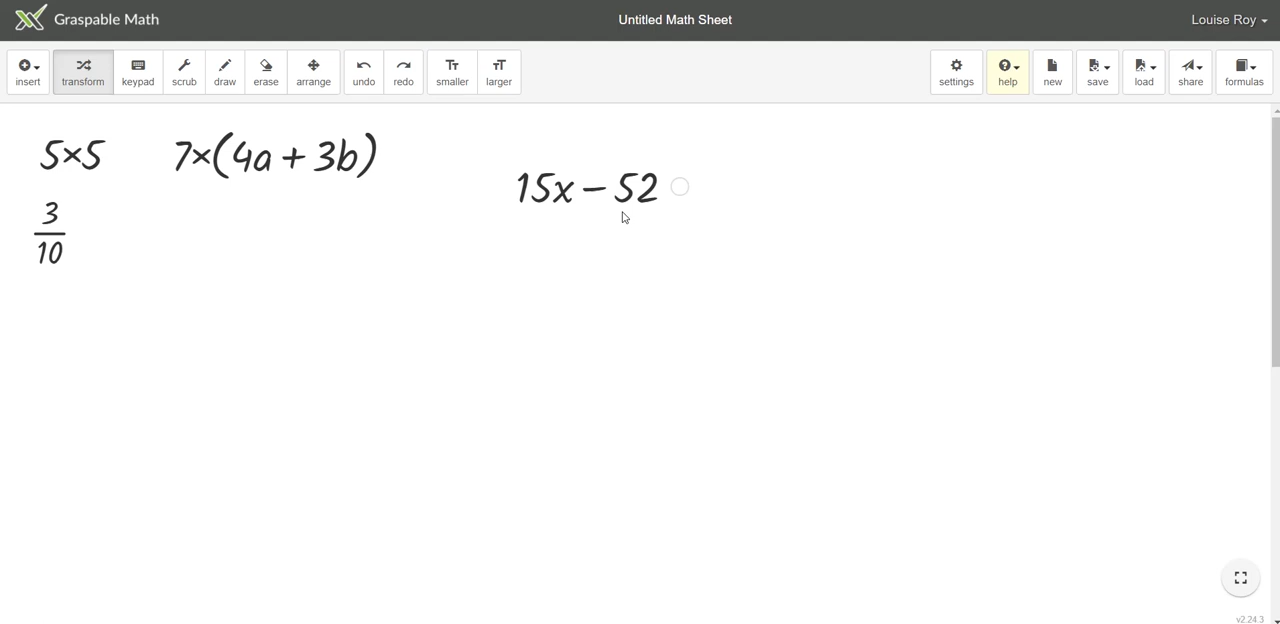 Graspable Math
Untitled Math Sheet
Louise Roy
insert transform keypad scrub draw erase arrange undo redo smaller larger settings help new save load share formulas
5×5 7×(4a + 3b)
15x − 52
3
10
v2.24.3